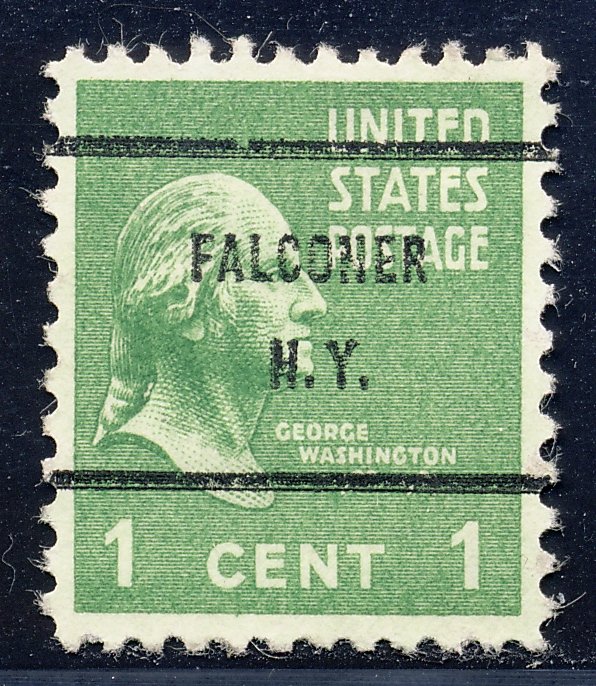 UNITED
STATES
POSTAGE
FALCONER
N.Y.
GEORGE
WASHINGTON
1 CENT 1